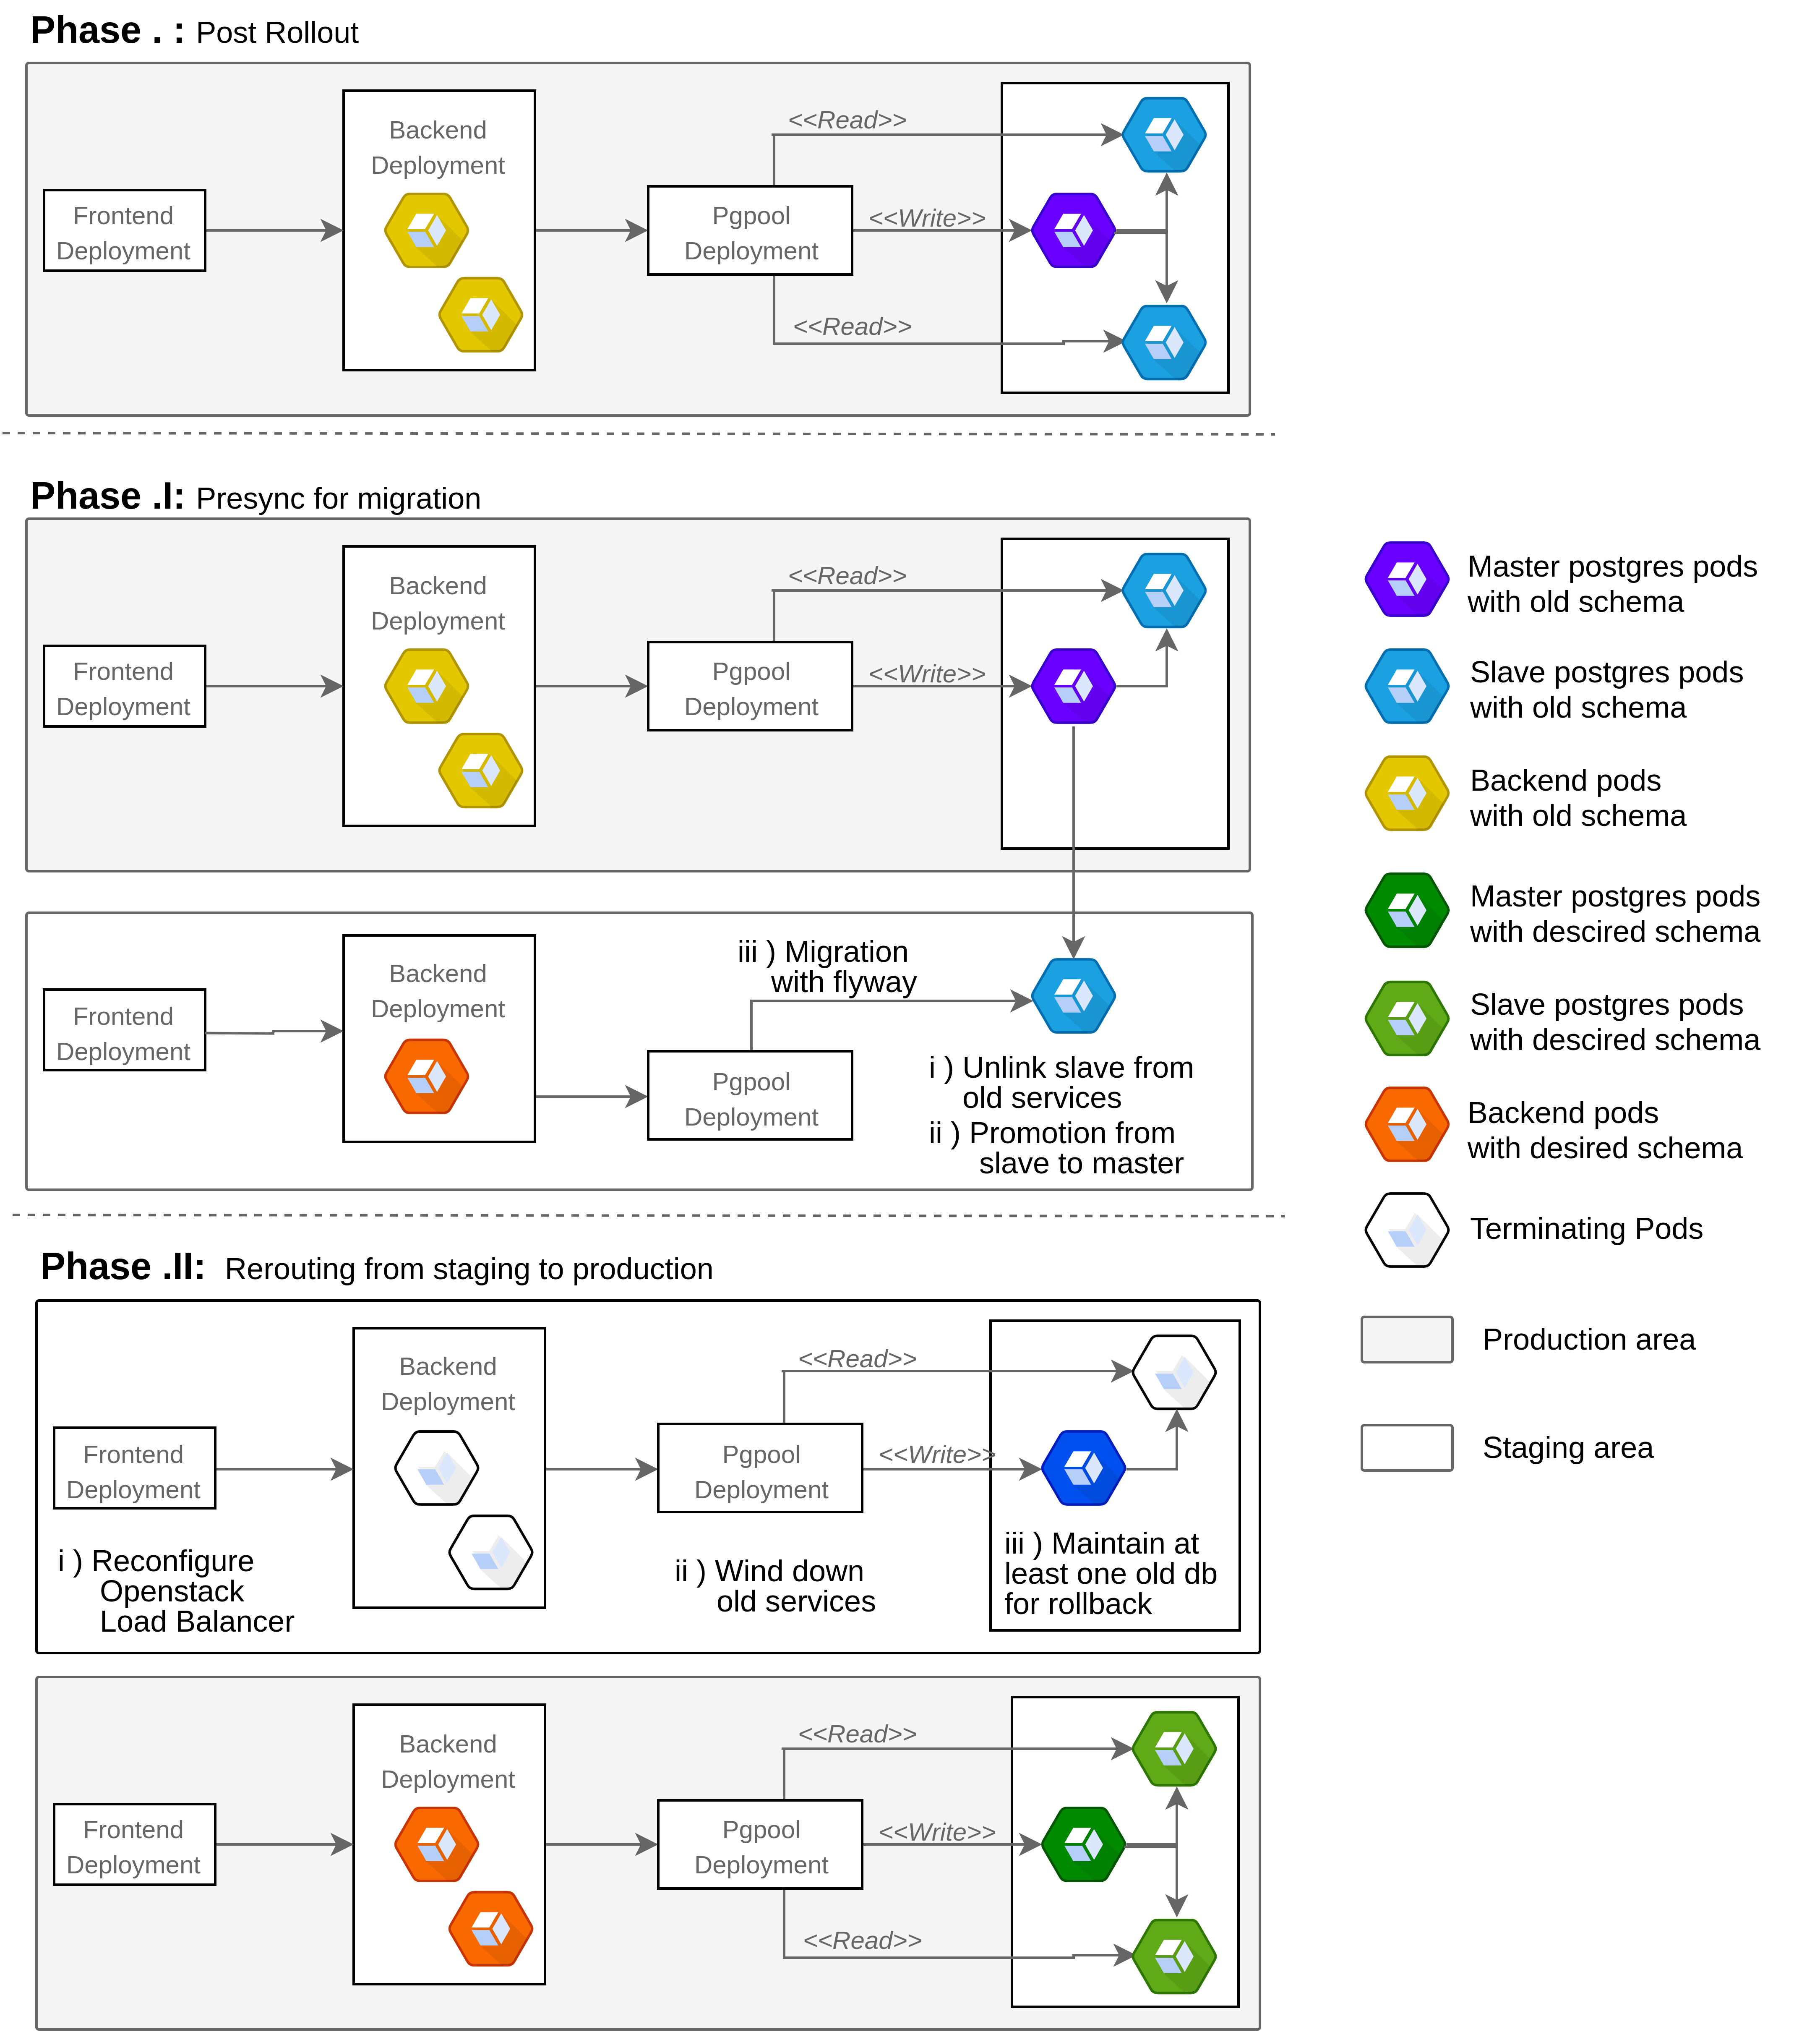 Phase . : Post Rollout
Frontend
Deployment
Backend
Deployment
Pgpool
Deployment
<<Read>>
<<Write>>
<<Read>>
Phase .I: Presync for migration
Frontend
Deployment
Backend
Deployment
Pgpool
Deployment
<<Read>>
<<Write>>
Frontend
Deployment
Backend
Deployment
Pgpool
Deployment
iii ) Migration
with flyway
i ) Unlink slave from
old services
ii ) Promotion from
slave to master
Phase .II: Rerouting from staging to production
Frontend
Deployment
Backend
Deployment
Pgpool
Deployment
<<Read>>
<<Write>>
i ) Reconfigure
Openstack
Load Balancer
ii ) Wind down
old services
iii ) Maintain at
least one old db
for rollback
Frontend
Deployment
Backend
Deployment
Pgpool
Deployment
<<Read>>
<<Write>>
<<Read>>
Master postgres pods
with old schema
Slave postgres pods
with old schema
Backend pods
with old schema
Master postgres pods
with descired schema
Slave postgres pods
with descired schema
Backend pods
with desired schema
Terminating Pods
Production area
Staging area